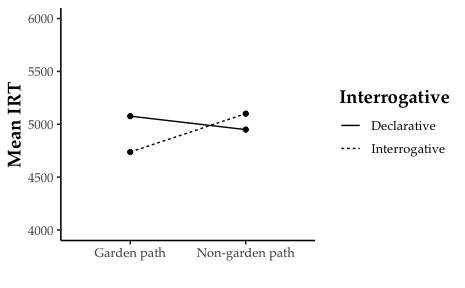 Mean IRT
6000
5500
5000
4500
4000
Garden path
Non-garden path
Interrogative
Declarative
Interrogative